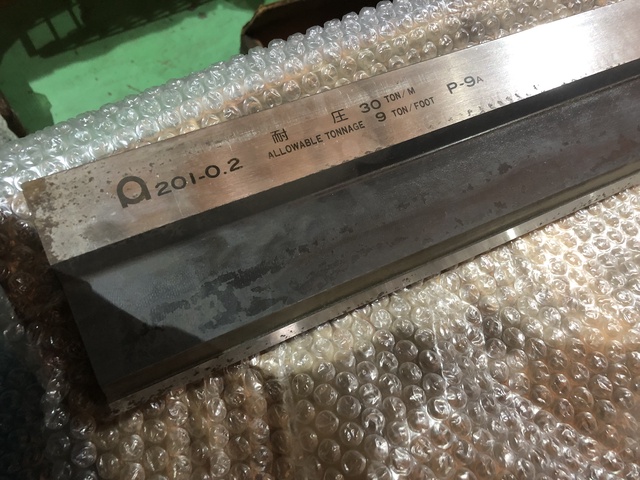 a 201-0.2
耐 圧 30 TON/M
ALLOWABLE TONNAGE 9 TON/FOOT
P-9A